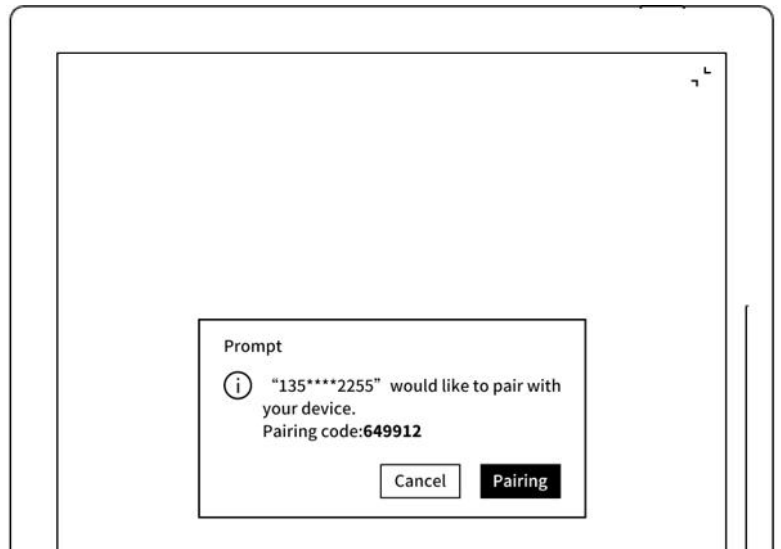 Prompt
“135****2255” would like to pair with
your device.
Pairing code:649912
Cancel Pairing